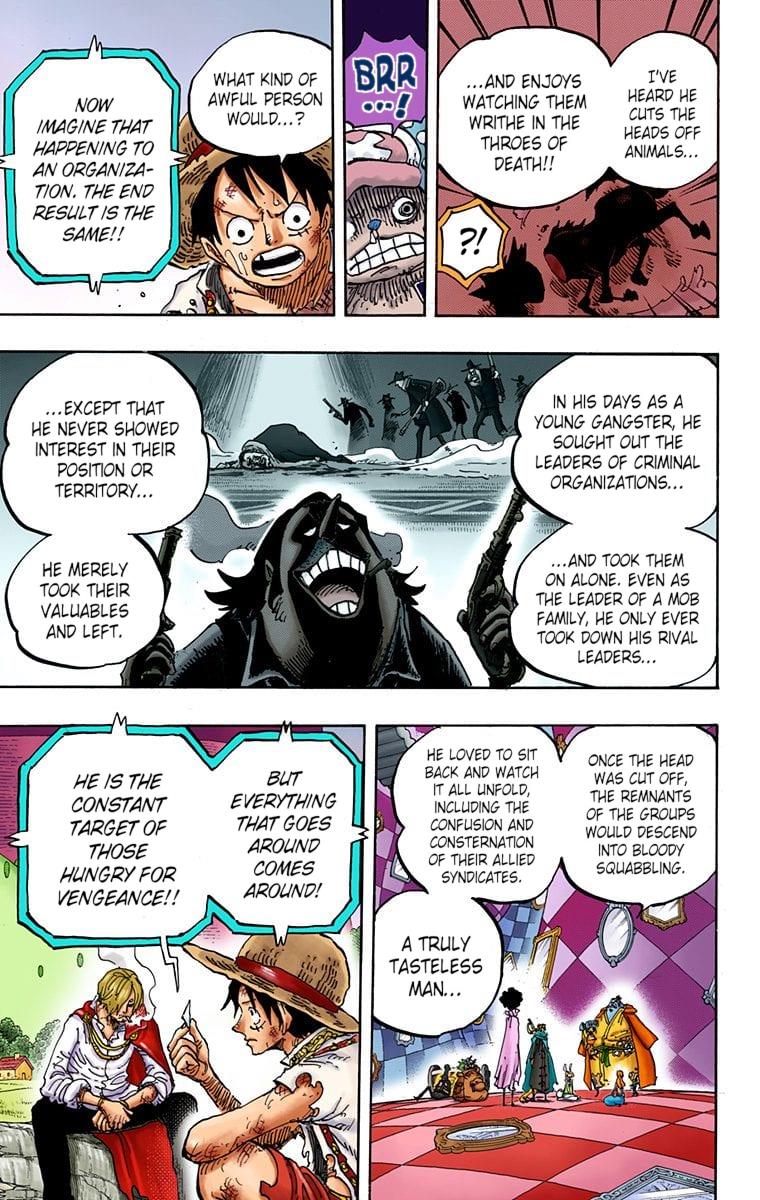 I'VE
HEARD HE
CUTS THE
HEADS OFF
ANIMALS...
...AND ENJOYS
WATCHING THEM
WRITHE IN THE
THROES OF
DEATH!!
?!
BRR
...!
WHAT KIND OF
AWFUL PERSON
WOULD...?
NOW
IMAGINE THAT
HAPPENING TO
AN ORGANIZA-
TION. THE END
RESULT IS THE
SAME!!
IN HIS DAYS AS A
YOUNG GANGSTER, HE
SOUGHT OUT THE
LEADERS OF CRIMINAL
ORGANIZATIONS...
...AND TOOK THEM
ON ALONE. EVEN AS
THE LEADER OF A MOB
FAMILY, HE ONLY EVER
TOOK DOWN HIS RIVAL
LEADERS...
...EXCEPT THAT
HE NEVER SHOWED
INTEREST IN THEIR
POSITION OR
TERRITORY...
HE MERELY
TOOK THEIR
VALUABLES
AND LEFT.
ONCE THE HEAD
WAS CUT OFF,
THE REMNANTS
OF THE GROUPS
WOULD DESCEND
INTO BLOODY
SQUABBLING.
HE LOVED TO SIT
BACK AND WATCH
IT ALL UNFOLD,
INCLUDING THE
CONFUSION AND
CONSTERNATION
OF THEIR ALLIED
SYNDICATES.
A TRULY
TASTELESS
MAN...
BUT
EVERYTHING
THAT GOES
AROUND
COMES
AROUND!
HE IS THE
CONSTANT
TARGET OF
THOSE
HUNGRY FOR
VENGEANCE!!